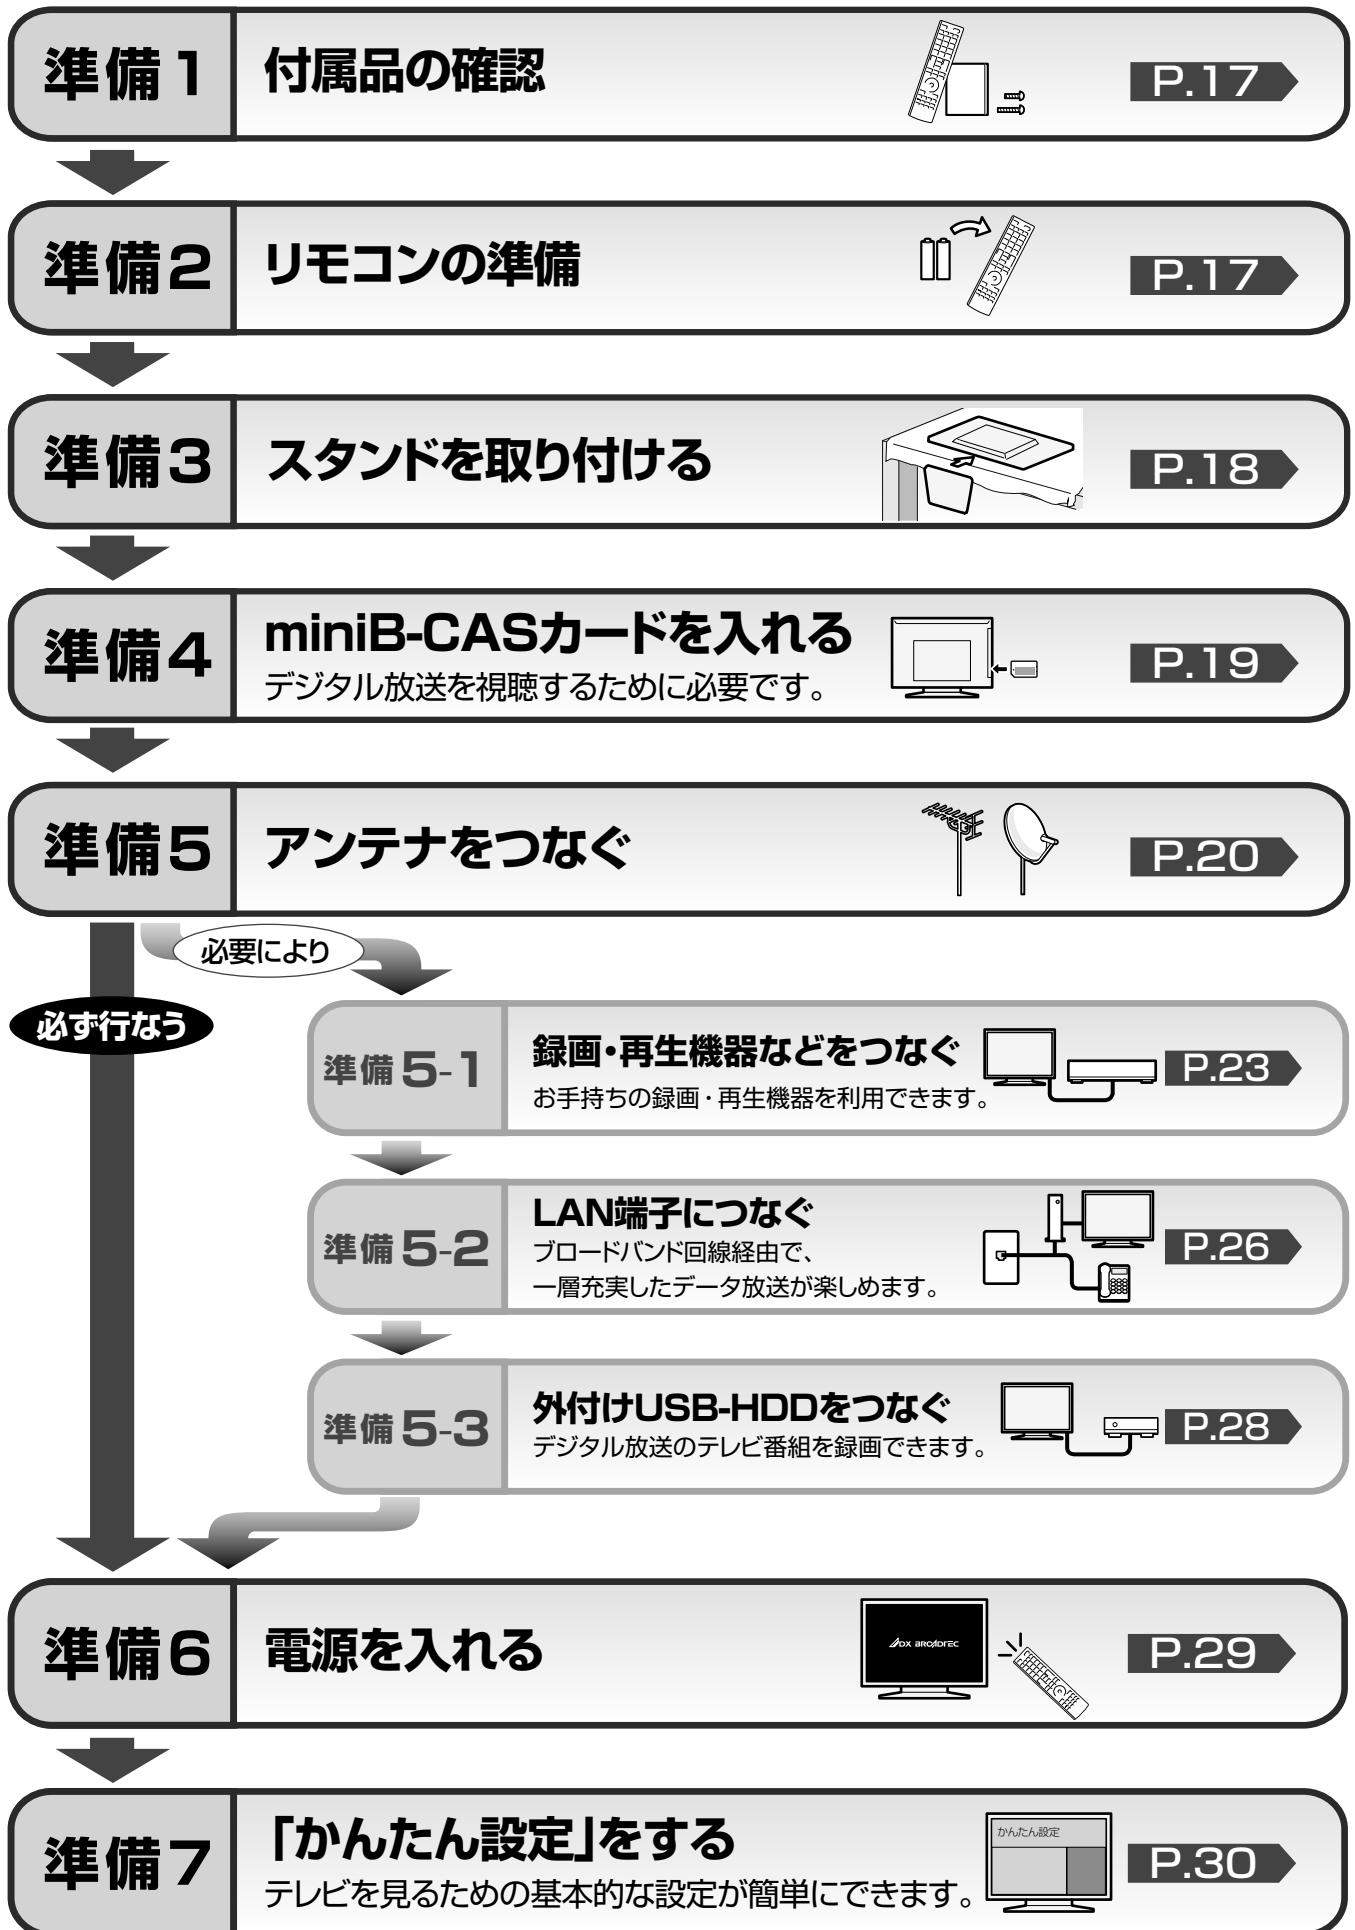 準備1
付属品の確認
P.17
準備2
リモコンの準備
P.17
準備3
スタンドを取り付ける
P.18
準備4
miniB-CASカードを入れる
デジタル放送を視聴するために必要です。
P.19
準備5
アンテナをつなぐ
P.20
必要により
必ず行なう
準備5-1
録画・再生機器などをつなぐ
お手持ちの録画・再生機器を利用できます。
P.23
準備5-2
LAN端子につなぐ
ブロードバンド回線経由で、
一層充実したデータ放送が楽しめます。
P.26
準備5-3
外付けUSB-HDDをつなぐ
デジタル放送のテレビ番組を録画できます。
P.28
準備6
電源を入れる
DX BROADTEC
P.29
準備7
「かんたん設定」をする
テレビを見るための基本的な設定が簡単にできます。
かんたん設定
P.30